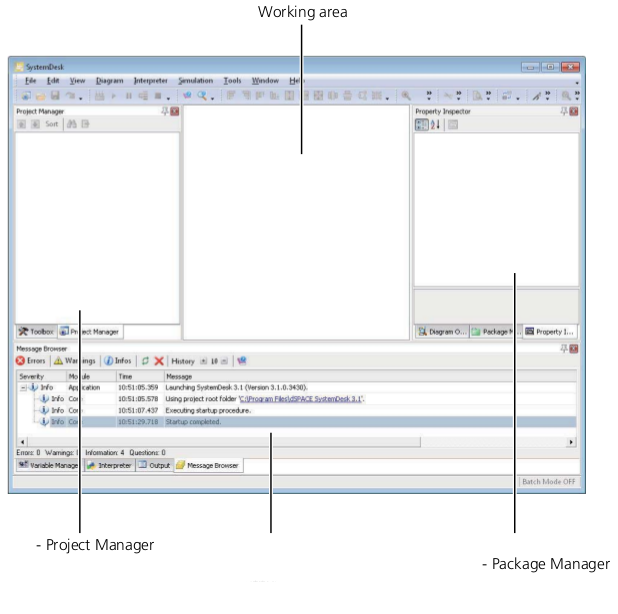 Working area
SystemDesk
File Edit View Diagram Interpreter Simulation Tools Window Help
Project Manager
Property Inspector
Sort
Toolbox Project Manager
Diagram O... Package M... Property I...
Message Browser
Errors Warnings Infos History 10
Severity Module Time Message
Info Application 10:51:05.359 Launching SystemDesk 3.1 (Version 3.1.0.3430).
Info Core 10:51:05.578 Using project root folder 'C:\Program Files\dSPACE SystemDesk 3.1'.
Info Core 10:51:07.437 Executing startup procedure.
Info Core 10:51:29.718 Startup completed.
Errors: 0 Warnings: 0 Information: 4 Questions: 0
Variable Manager Interpreter Output Message Browser
Batch Mode OFF
- Project Manager
- Package Manager